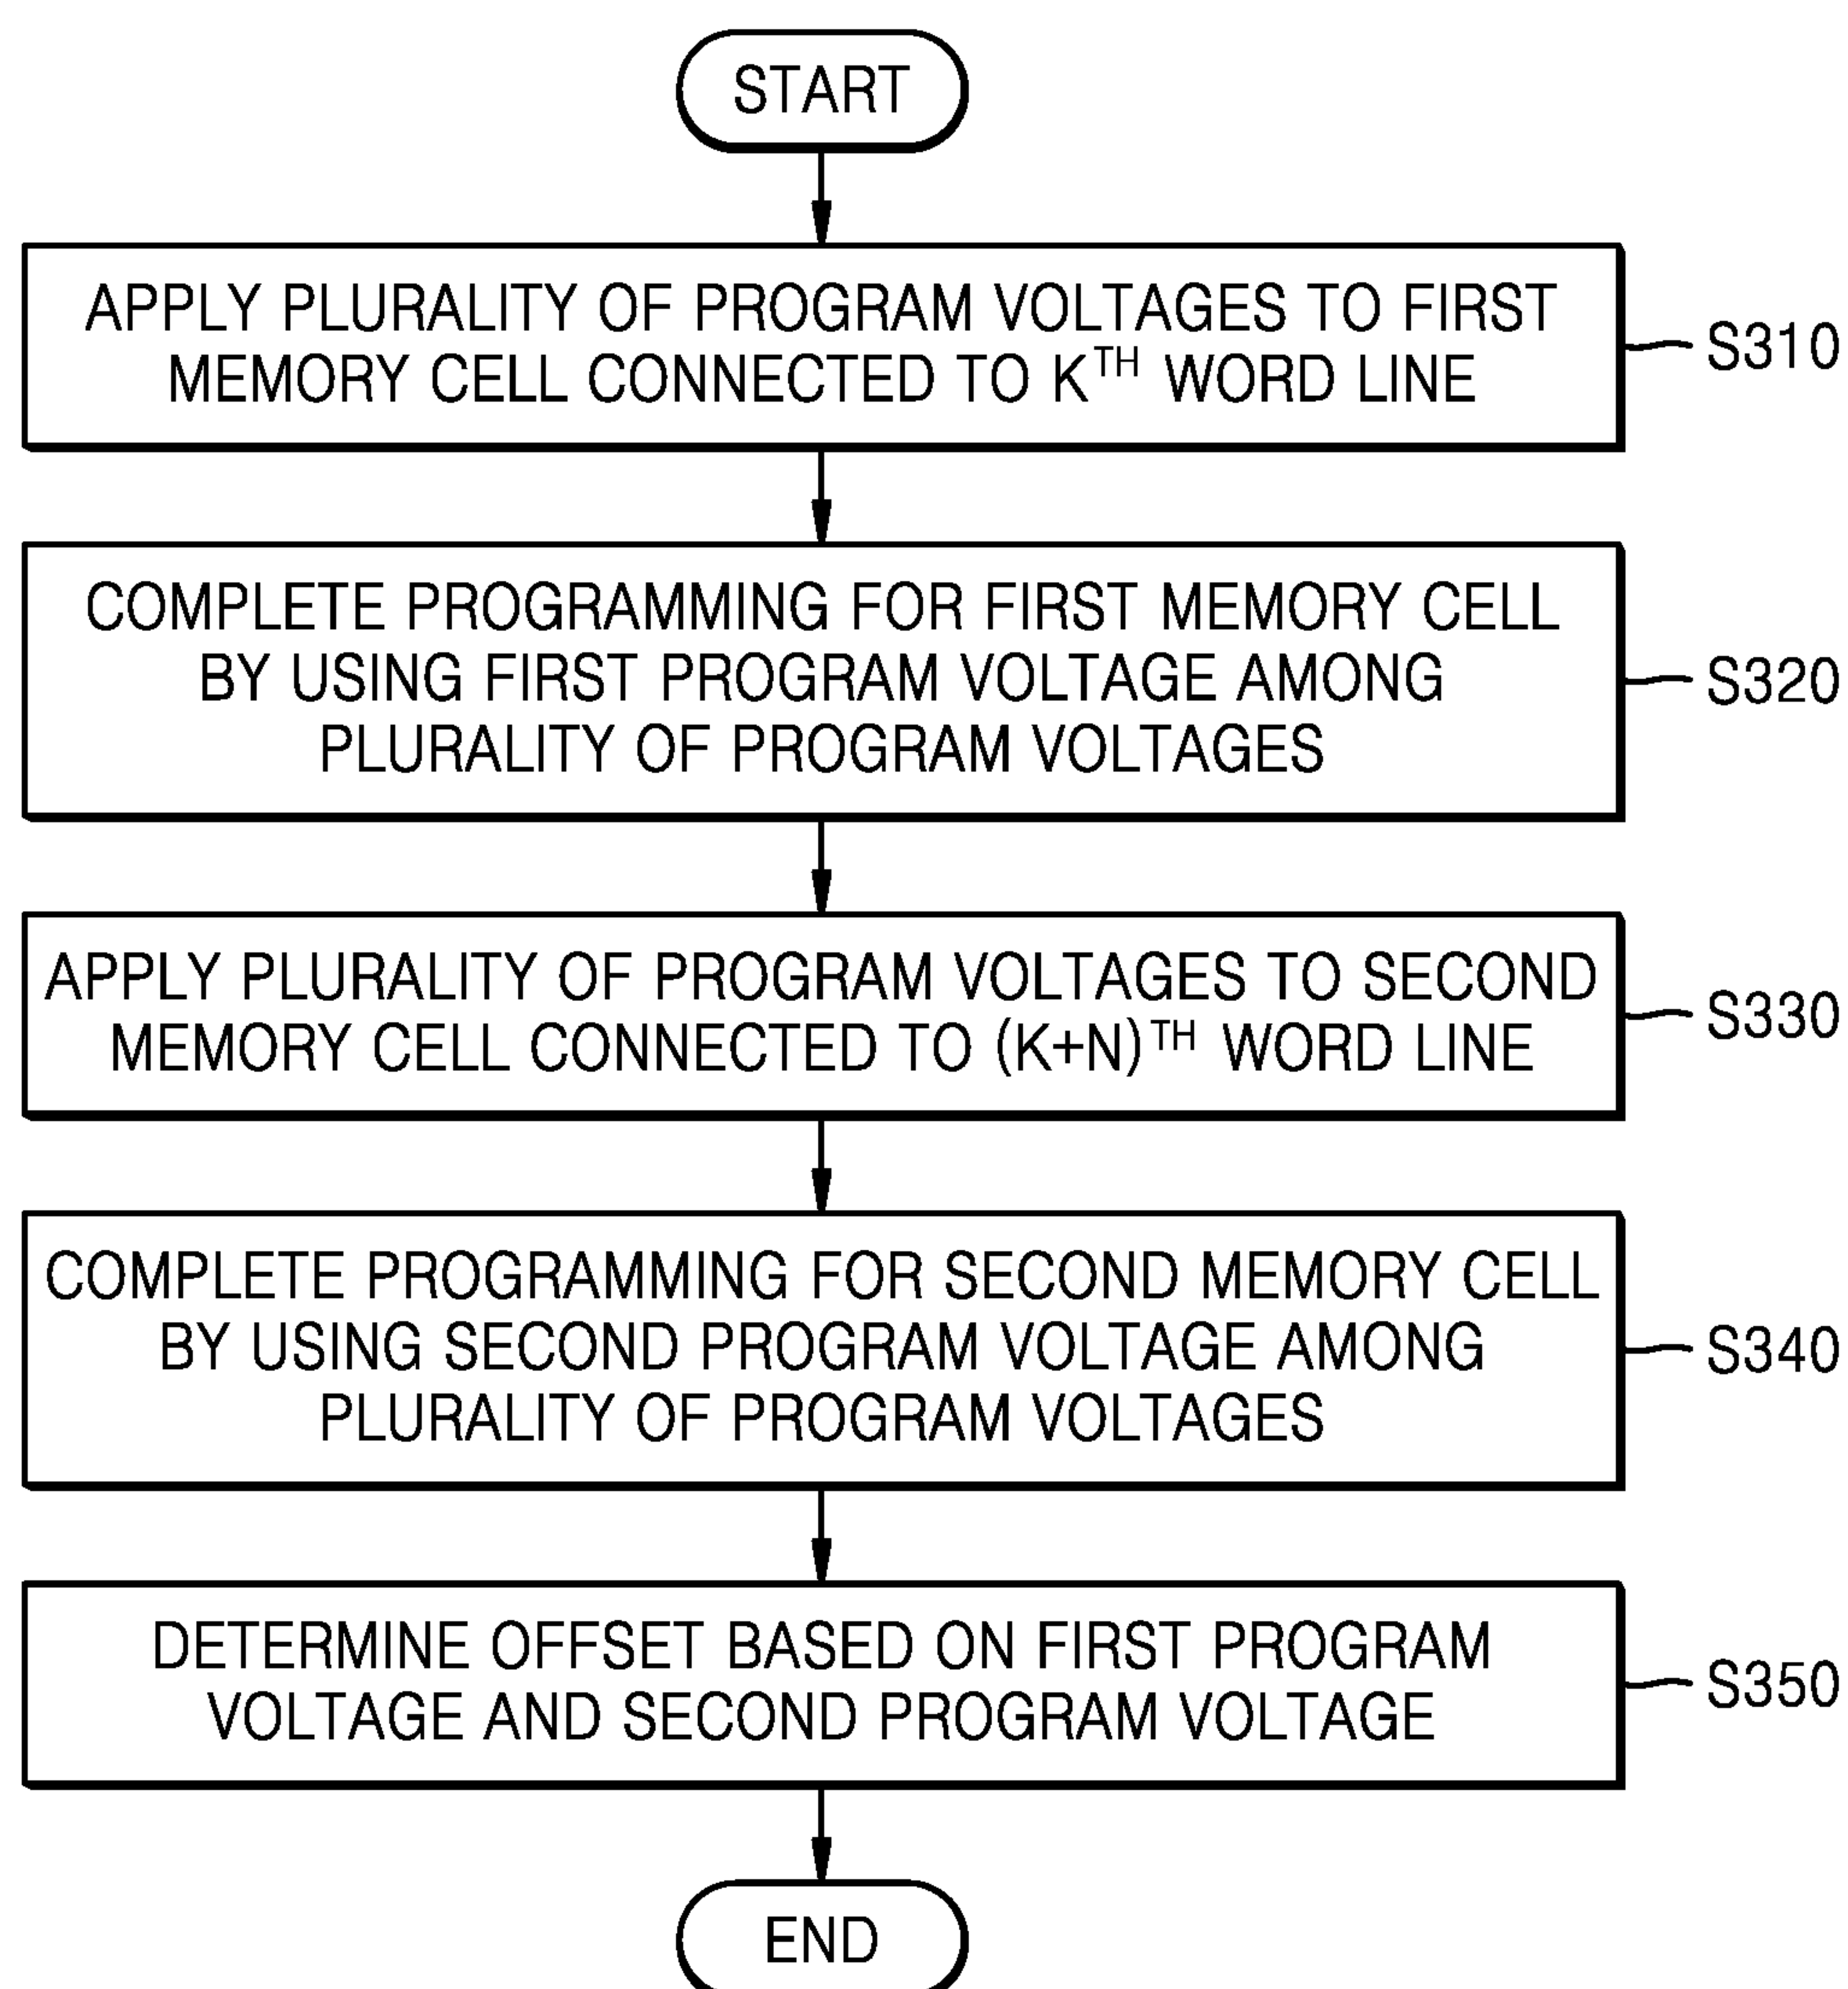 START
APPLY PLURALITY OF PROGRAM VOLTAGES TO FIRST
MEMORY CELL CONNECTED TO K^TH WORD LINE
S310
COMPLETE PROGRAMMING FOR FIRST MEMORY CELL
BY USING FIRST PROGRAM VOLTAGE AMONG
PLURALITY OF PROGRAM VOLTAGES
S320
APPLY PLURALITY OF PROGRAM VOLTAGES TO SECOND
MEMORY CELL CONNECTED TO (K+N)^TH WORD LINE
S330
COMPLETE PROGRAMMING FOR SECOND MEMORY CELL
BY USING SECOND PROGRAM VOLTAGE AMONG
PLURALITY OF PROGRAM VOLTAGES
S340
DETERMINE OFFSET BASED ON FIRST PROGRAM
VOLTAGE AND SECOND PROGRAM VOLTAGE
S350
END